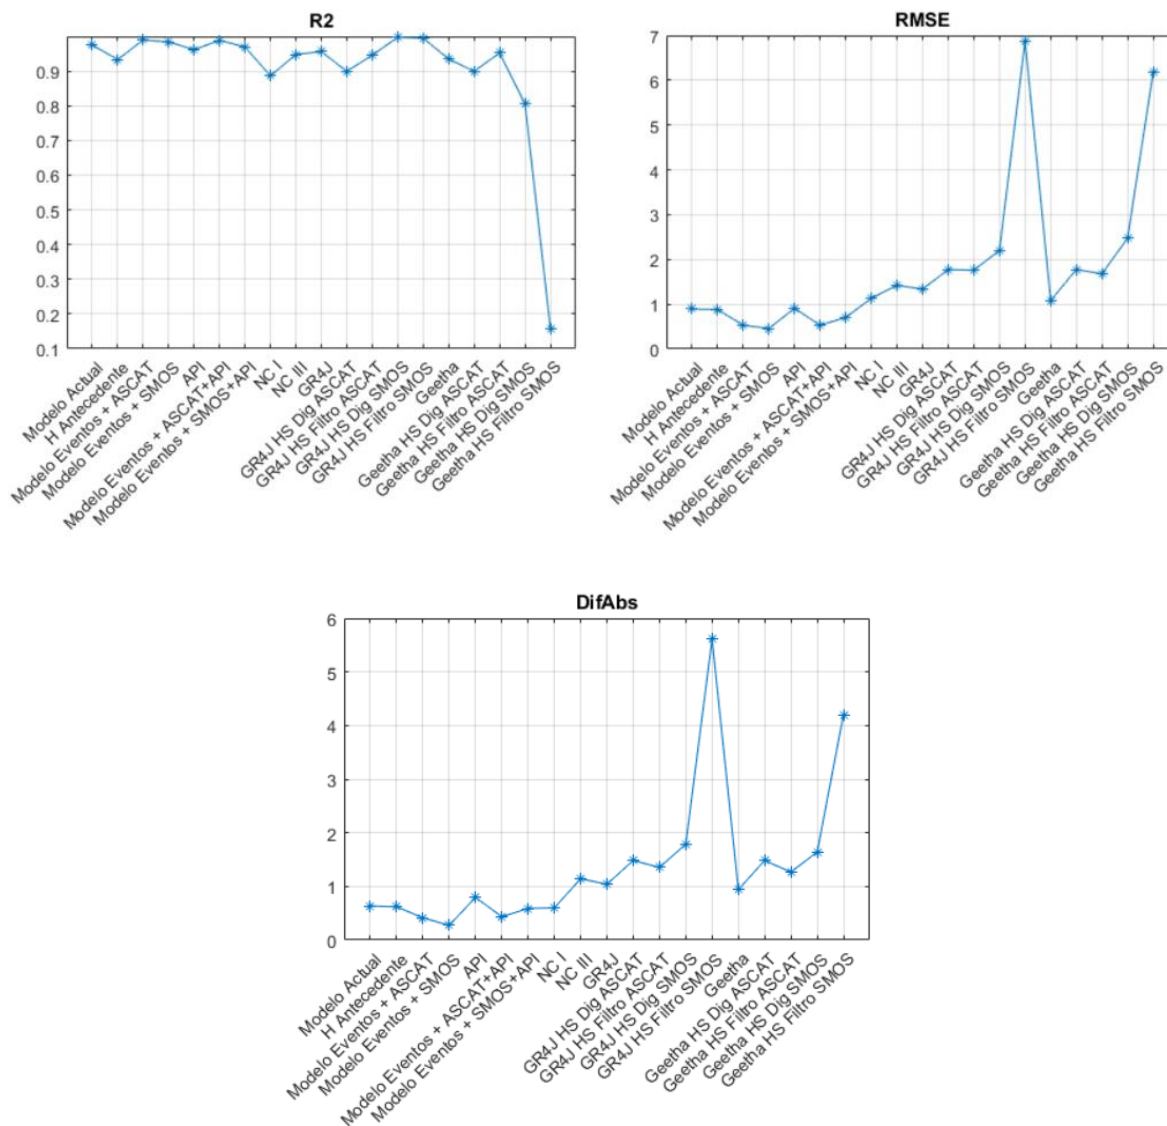 R2
0.9
0.8
0.7
0.6
0.5
0.4
0.3
0.2
0.1
Modelo Actual
H Antecedente
Modelo Eventos + ASCAT
Modelo Eventos + SMOS
API
Modelo Eventos + ASCAT+API
Modelo Eventos + SMOS+API
NC I
NC III
GR4J
GR4J HS Dig ASCAT
GR4J HS Filtro ASCAT
GR4J HS Dig SMOS
GR4J HS Filtro SMOS
Geetha
Geetha HS Dig ASCAT
Geetha HS Filtro ASCAT
Geetha HS Dig SMOS
Geetha HS Filtro SMOS
RMSE
7
6
5
4
3
2
1
0
Modelo Actual
H Antecedente
Modelo Eventos + ASCAT
Modelo Eventos + SMOS
API
Modelo Eventos + ASCAT+API
Modelo Eventos + SMOS+API
NC I
NC III
GR4J
GR4J HS Dig ASCAT
GR4J HS Filtro ASCAT
GR4J HS Dig SMOS
GR4J HS Filtro SMOS
Geetha
Geetha HS Dig ASCAT
Geetha HS Filtro ASCAT
Geetha HS Dig SMOS
Geetha HS Filtro SMOS
DifAbs
6
5
4
3
2
1
0
Modelo Actual
H Antecedente
Modelo Eventos + ASCAT
Modelo Eventos + SMOS
API
Modelo Eventos + ASCAT+API
Modelo Eventos + SMOS+API
NC I
NC III
GR4J
GR4J HS Dig ASCAT
GR4J HS Filtro ASCAT
GR4J HS Dig SMOS
GR4J HS Filtro SMOS
Geetha
Geetha HS Dig ASCAT
Geetha HS Filtro ASCAT
Geetha HS Dig SMOS
Geetha HS Filtro SMOS